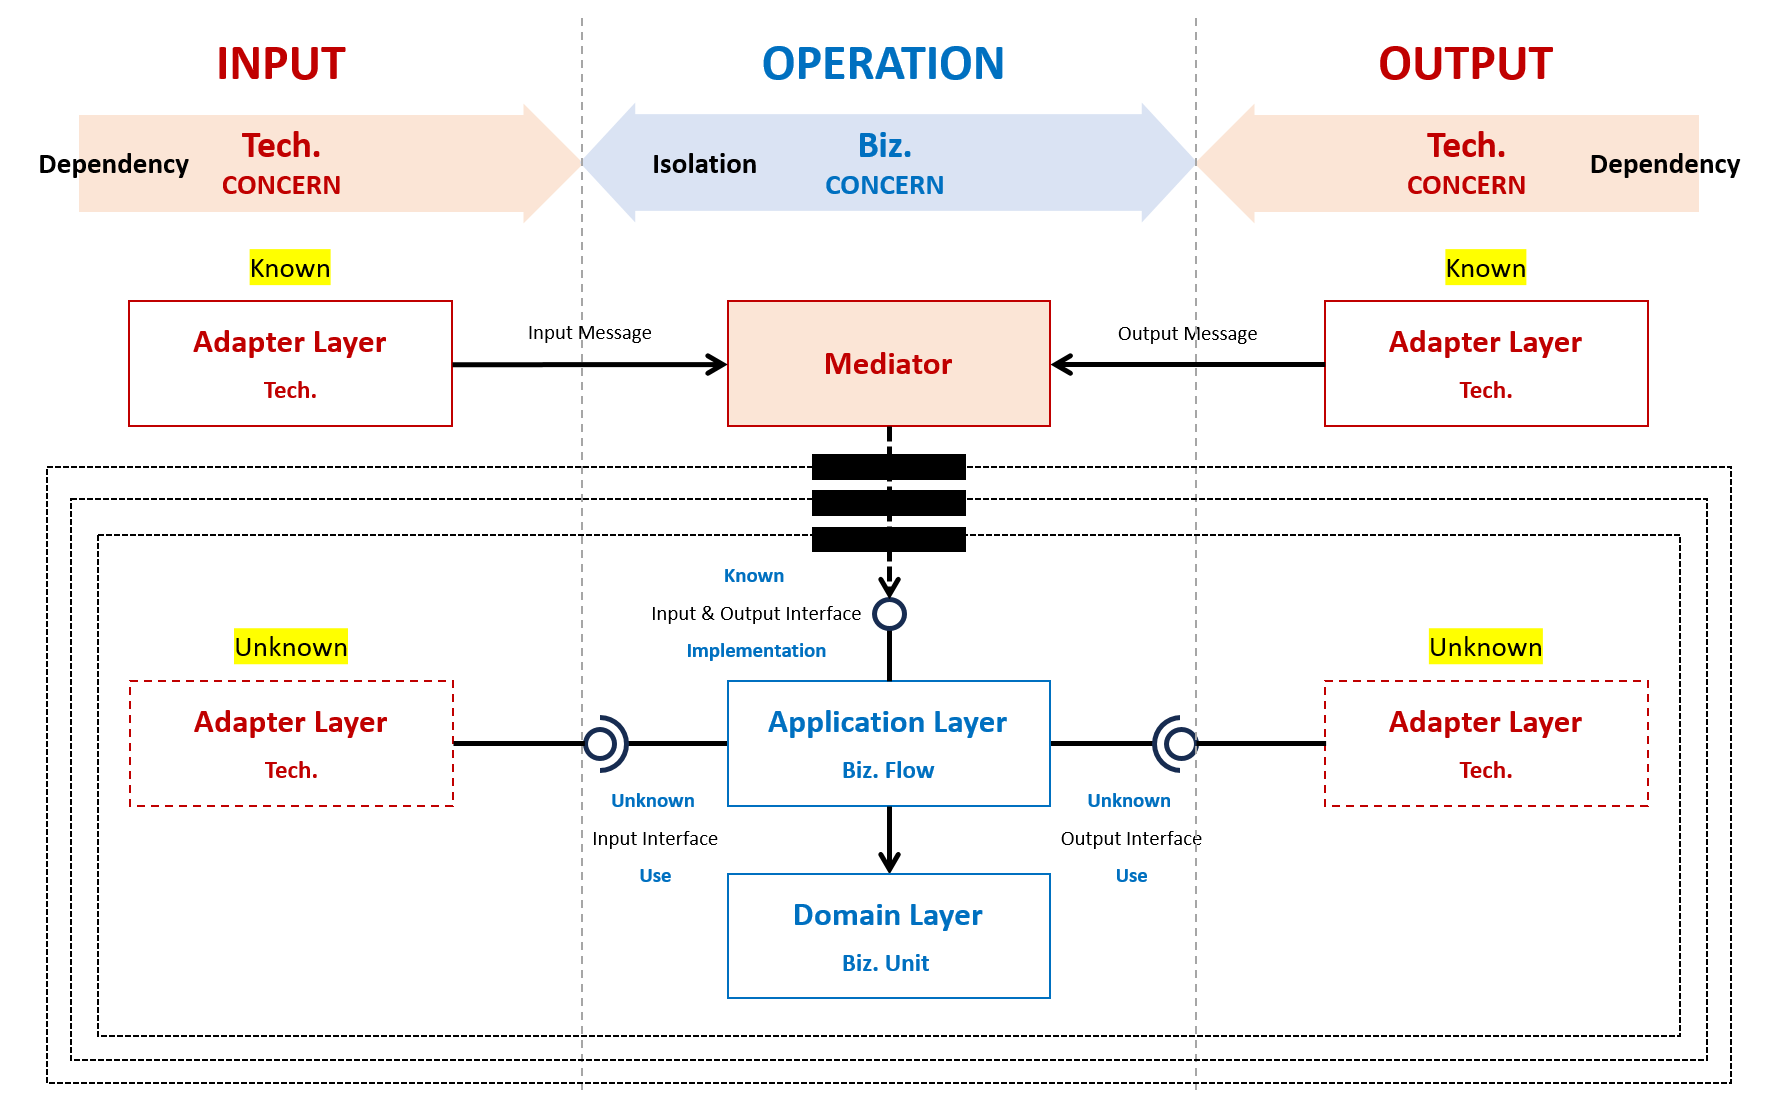 INPUT
OPERATION
OUTPUT
Dependency
Tech.
CONCERN
Isolation
Biz.
CONCERN
Tech.
CONCERN
Dependency
Known
Known
Adapter Layer
Tech.
Input Message
Mediator
Output Message
Adapter Layer
Tech.
Known
Input & Output Interface
Implementation
Unknown
Unknown
Adapter Layer
Tech.
Application Layer
Biz. Flow
Adapter Layer
Tech.
Unknown
Input Interface
Use
Unknown
Output Interface
Use
Domain Layer
Biz. Unit